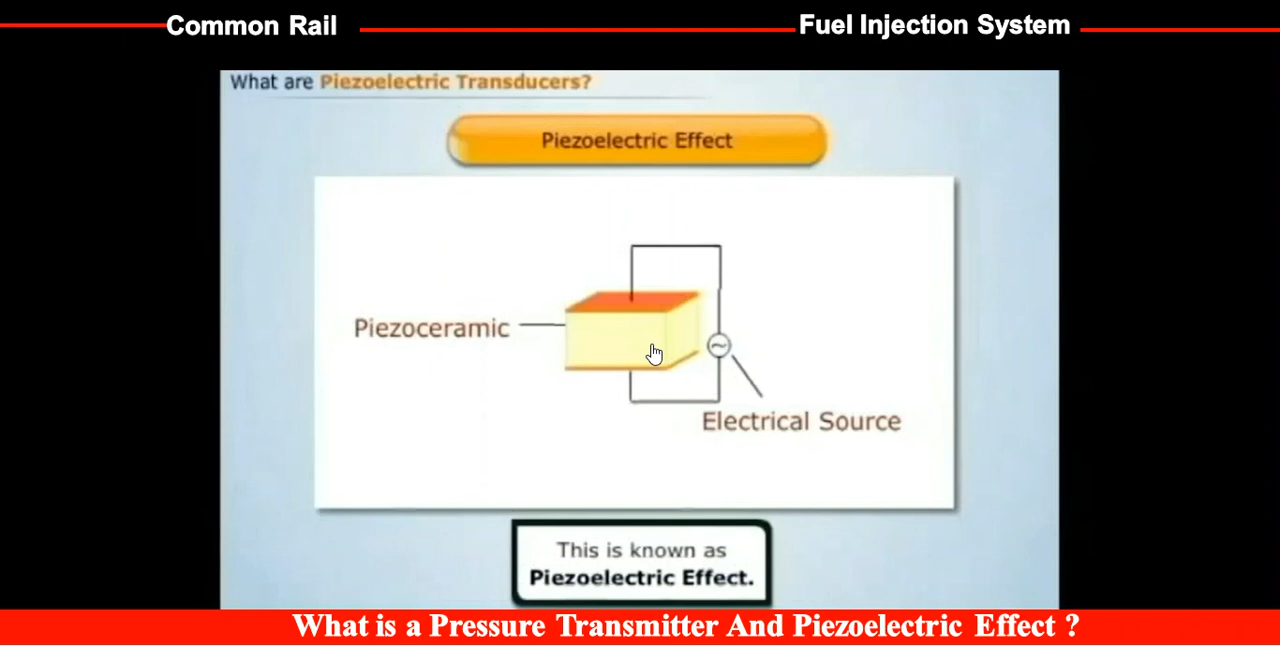 Common Rail
Fuel Injection System
What are Piezoelectric Transducers?
Piezoelectric Effect
Piezoceramic
~
Electrical Source
This is known as
Piezoelectric Effect.
What is a Pressure Transmitter And Piezoelectric Effect ?